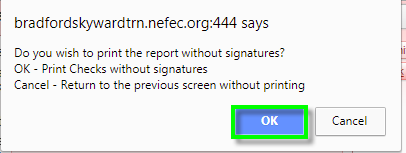 bradfordskywardtrn.nefec.org:444 says
Do you wish to print the report without signatures?
OK - Print Checks without signatures
Cancel - Return to the previous screen without printing
OK
Cancel